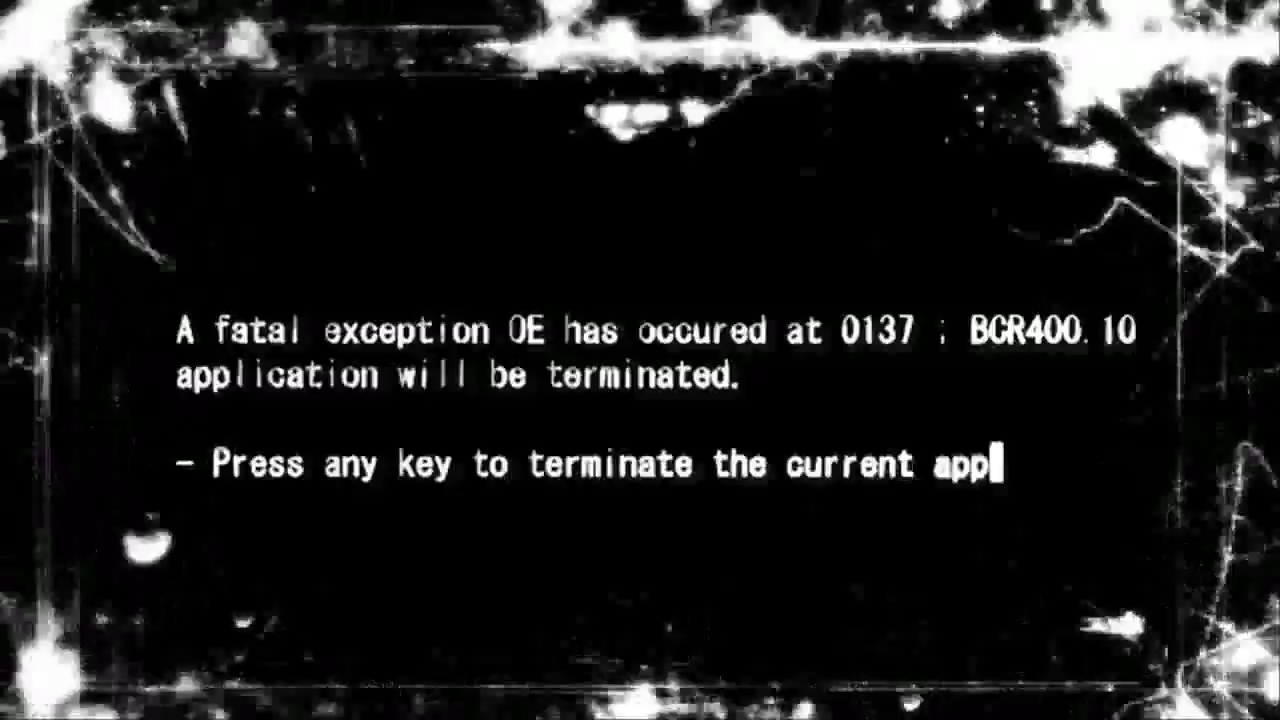 A fatal exception 0E has occured at 0137 : BGR400.10
application will be terminated.
- Press any key to terminate the current app